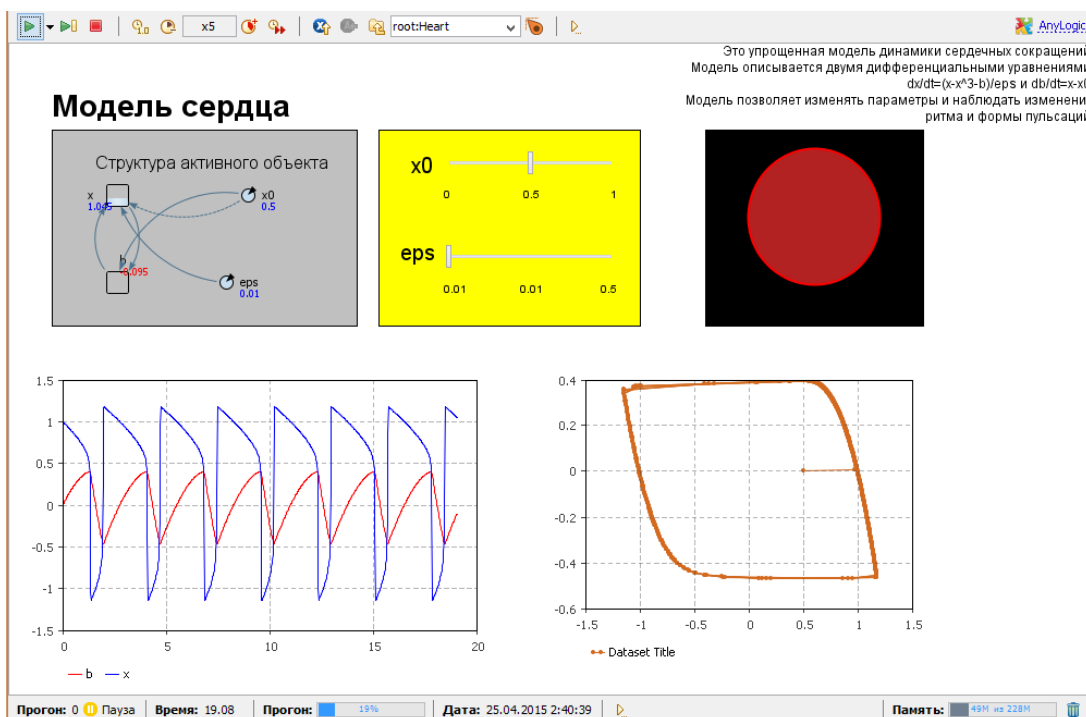 x5 root:Heart AnyLogic
Это упрощенная модель динамики сердечных сокращений
Модель описывается двумя дифференциальными уравнениями
dx/dt=(x-x^3-b)/eps и db/dt=x-x0
Модель позволяет изменять параметры и наблюдать изменени
ритма и формы пульсаций
Модель сердца
Структура активного объекта
x
1.045
x0
0.5
b
-0.095
eps
0.01
x0
0 0.5 1
eps
0.01 0.01 0.5
1.5
1
0.5
0
-0.5
-1
-1.5
0 5 10 15 20
b x
0.4
0.2
0
-0.2
-0.4
-0.6
-1.5 -1 -0.5 0 0.5 1 1.5
Dataset Title
Прогон: 0 Пауза Время: 19.08 Прогон: 19% Дата: 25.04.2015 2:40:39 Память: 49M из 228M